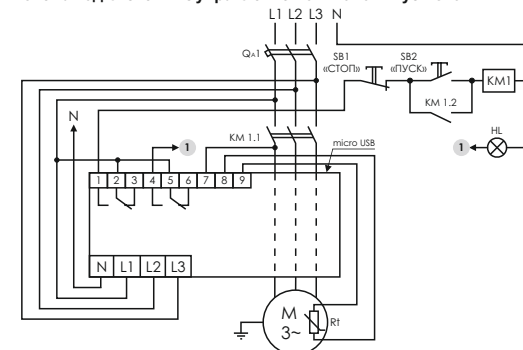 L1 L2 L3 N
QA1
SB1
«СТОП»
SB2
«ПУСК»
KM1
KM 1.2
N
1
KM 1.1
micro USB
1
HL
1 2 3 4 5 6 7 8 9
N L1 L2 L3
M
3~
Rt